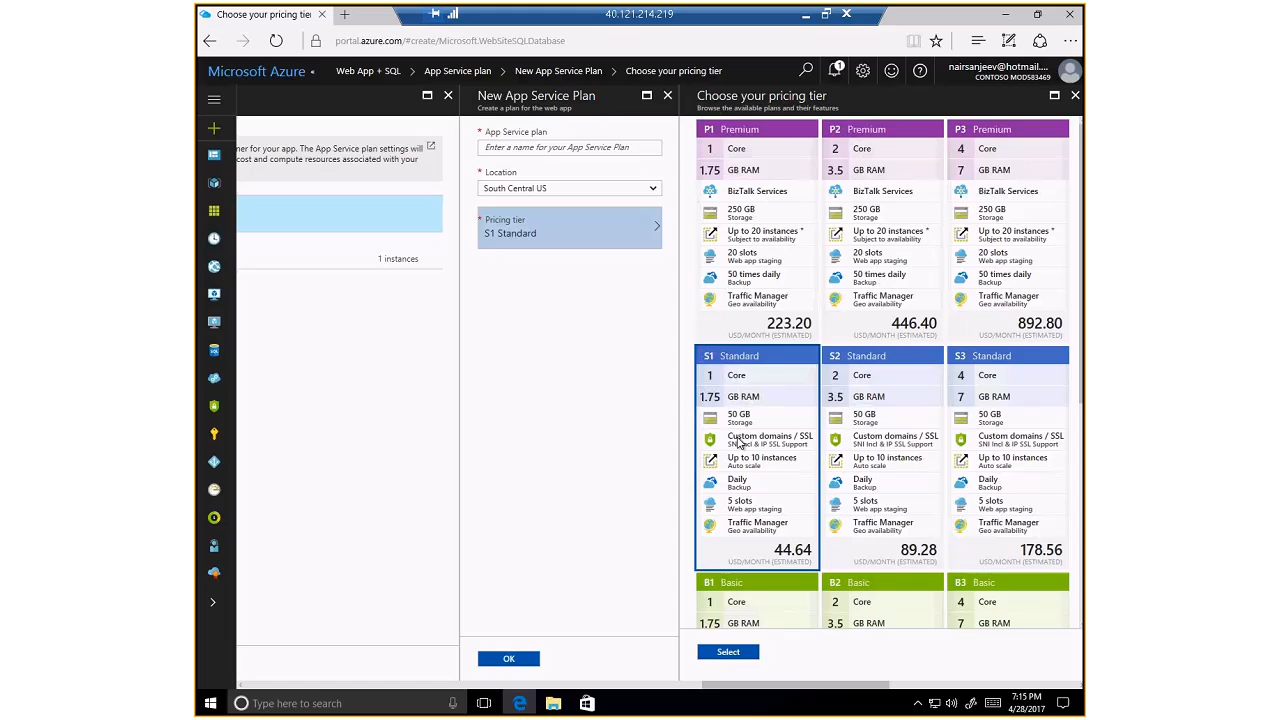 Choose your pricing tier
40.121.214.219
portal.azure.com/#create/Microsoft.WebSiteSQLDatabase
Microsoft Azure
Web App + SQL > App Service plan > New App Service Plan > Choose your pricing tier
1
nairsanjeev@hotmail....
CONTOSO MOD583469
ner for your app. The App Service plan settings will
cost and compute resources associated with your
1 instances
New App Service Plan
Create a plan for the web app
* App Service plan
Enter a name for your App Service Plan
* Location
South Central US
* Pricing tier
S1 Standard
OK
Choose your pricing tier
Browse the available plans and their features
P1 Premium
1 Core
1.75 GB RAM
BizTalk Services
250 GB
Storage
Up to 20 instances *
Subject to availability
20 slots
Web app staging
50 times daily
Backup
Traffic Manager
Geo availability
223.20
USD/MONTH (ESTIMATED)
P2 Premium
2 Core
3.5 GB RAM
BizTalk Services
250 GB
Storage
Up to 20 instances *
Subject to availability
20 slots
Web app staging
50 times daily
Backup
Traffic Manager
Geo availability
446.40
USD/MONTH (ESTIMATED)
P3 Premium
4 Core
7 GB RAM
BizTalk Services
250 GB
Storage
Up to 20 instances *
Subject to availability
20 slots
Web app staging
50 times daily
Backup
Traffic Manager
Geo availability
892.80
USD/MONTH (ESTIMATED)
S1 Standard
1 Core
1.75 GB RAM
50 GB
Storage
Custom domains / SSL
SNI Incl & IP SSL Support
Up to 10 instances
Auto scale
Daily
Backup
5 slots
Web app staging
Traffic Manager
Geo availability
44.64
USD/MONTH (ESTIMATED)
S2 Standard
2 Core
3.5 GB RAM
50 GB
Storage
Custom domains / SSL
SNI Incl & IP SSL Support
Up to 10 instances
Auto scale
Daily
Backup
5 slots
Web app staging
Traffic Manager
Geo availability
89.28
USD/MONTH (ESTIMATED)
S3 Standard
4 Core
7 GB RAM
50 GB
Storage
Custom domains / SSL
SNI Incl & IP SSL Support
Up to 10 instances
Auto scale
Daily
Backup
5 slots
Web app staging
Traffic Manager
Geo availability
178.56
USD/MONTH (ESTIMATED)
B1 Basic
1 Core
1.75 GB RAM
B2 Basic
2 Core
3.5 GB RAM
B3 Basic
4 Core
7 GB RAM
Select
Type here to search
7:15 PM
4/28/2017